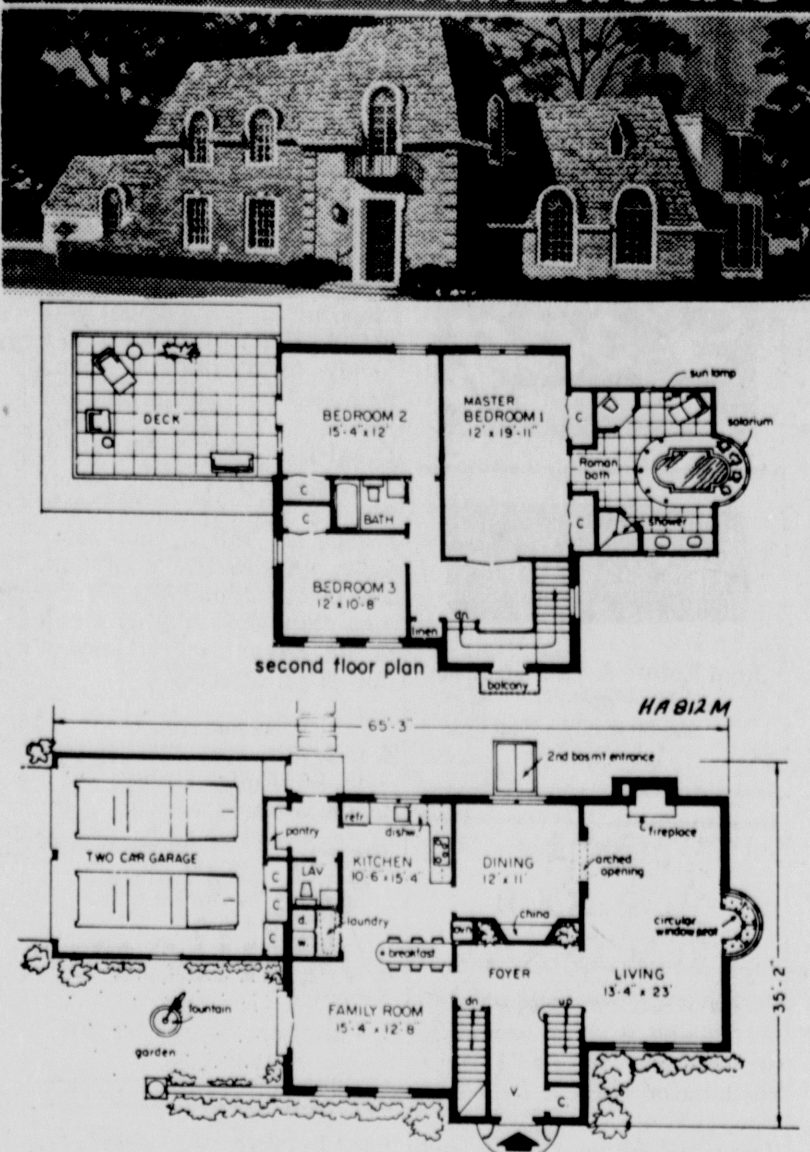 sun lamp
solarium
DECK
BEDROOM 2
15'-4" x 12'
MASTER
BEDROOM 1
12' x 19'-11"
C
Roman
bath
C
C
BATH
C
shower
BEDROOM 3
12' x 10'-8"
dn
linen
second floor plan
balcony
HA812M
65'-3"
2nd basmt entrance
refr
dishw
pantry
fireplace
TWO CAR GARAGE
KITCHEN
10-6 x 15'-4"
DINING
12' x 11'
arched
opening
LAV
C
C
d.
w.
laundry
china
circular
window seat
ovn
C
breakfast
FOYER
LIVING
13'-4" x 23'
35'-2"
fountain
FAMILY ROOM
15'-4" x 12'-8"
dn
up
garden
V.
C.